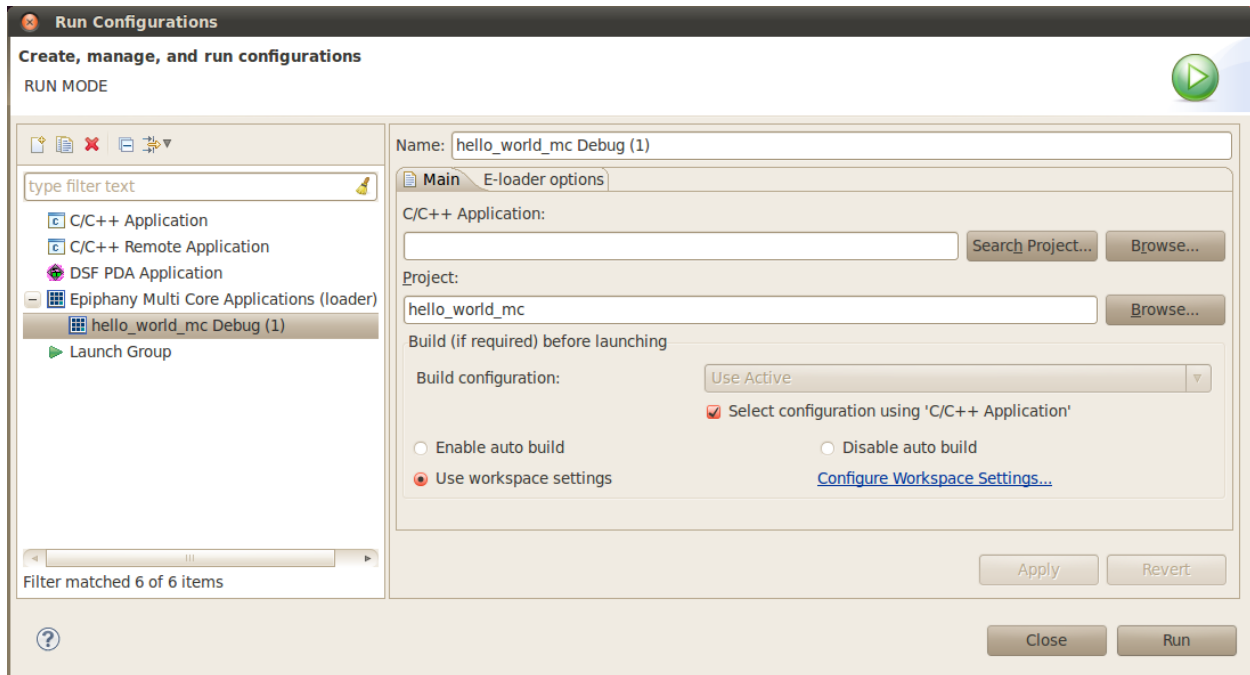 Run Configurations
Create, manage, and run configurations
RUN MODE
type filter text
C/C++ Application
C/C++ Remote Application
DSF PDA Application
Epiphany Multi Core Applications (loader)
hello_world_mc Debug (1)
Launch Group
Filter matched 6 of 6 items
Name: hello_world_mc Debug (1)
Main E-loader options
C/C++ Application:
Search Project... Browse...
Project:
hello_world_mc Browse...
Build (if required) before launching
Build configuration: Use Active
Select configuration using 'C/C++ Application'
Enable auto build Disable auto build
Use workspace settings Configure Workspace Settings...
Apply Revert
? Close Run